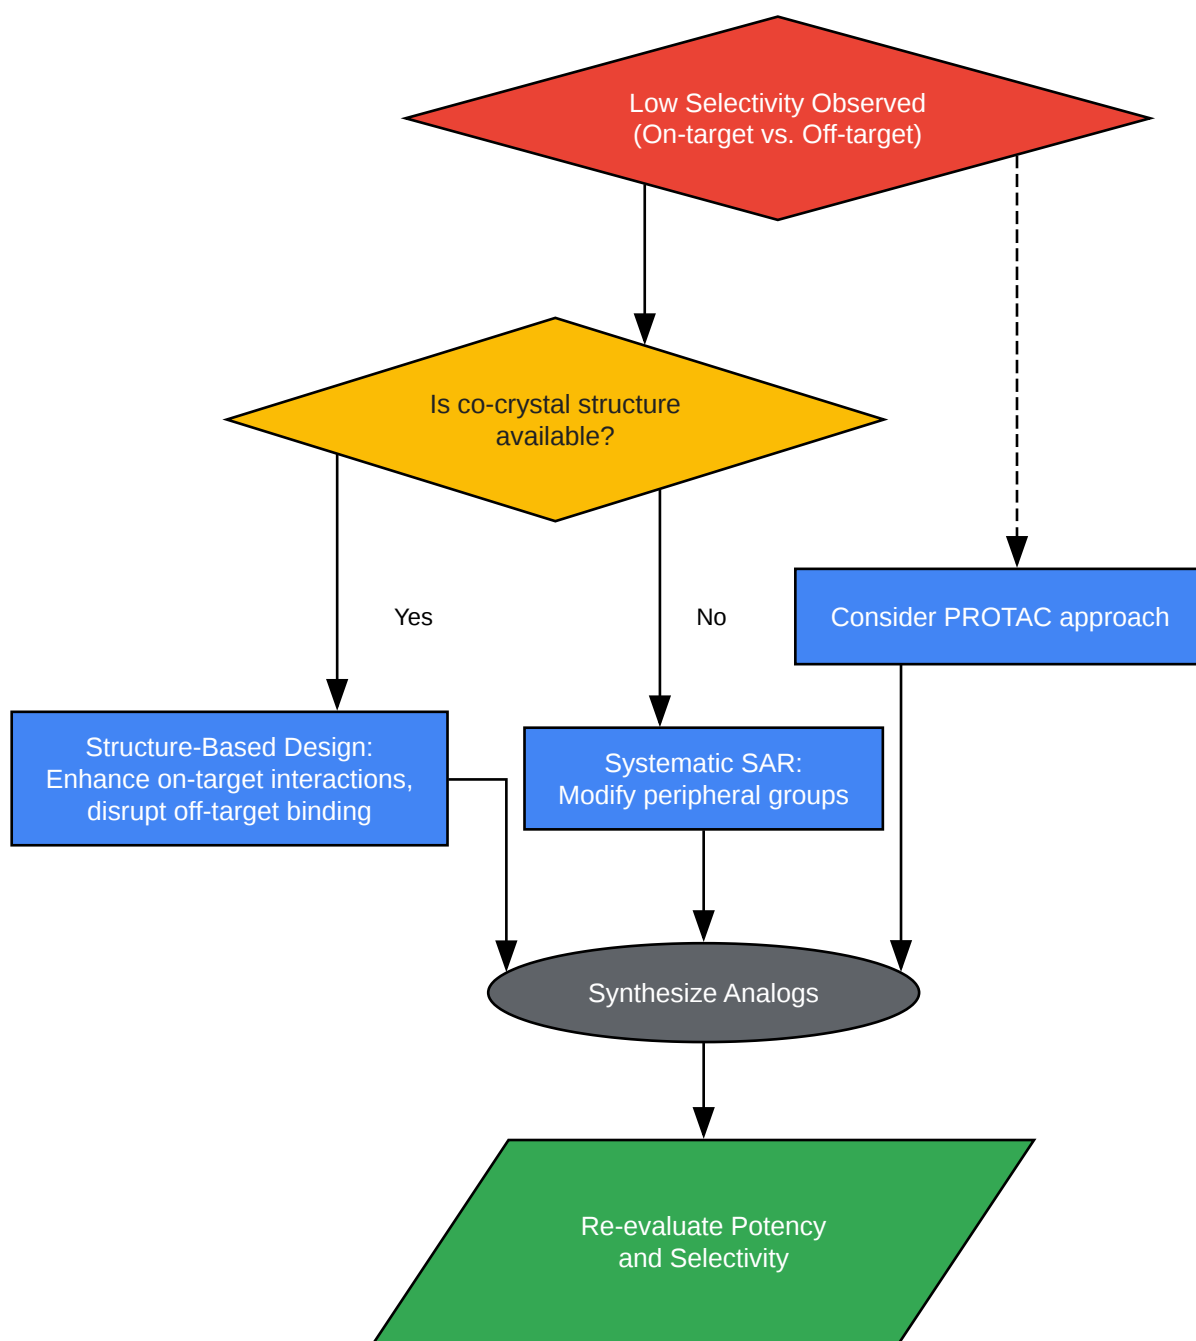 Low Selectivity Observed
(On-target vs. Off-target)
Is co-crystal structure
available?
Yes
No
Consider PROTAC approach
Structure-Based Design:
Enhance on-target interactions,
disrupt off-target binding
Systematic SAR:
Modify peripheral groups
Synthesize Analogs
Re-evaluate Potency
and Selectivity